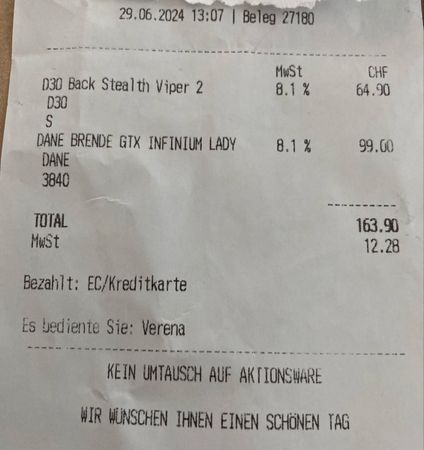 29.06.2024 13:07 | Beleg 27180
MwSt CHF
D30 Back Stealth Viper 2 8.1 % 64.90
D30
S
DANE BRENDE GTX INFINIUM LADY 8.1 % 99.00
DANE
3840
TOTAL 163.90
MwSt 12.28
Bezahlt: EC/Kreditkarte
Es bediente Sie: Verena
KEIN UMTAUSCH AUF AKTIONSWARE
WIR WÜNSCHEN IHNEN EINEN SCHÖNEN TAG